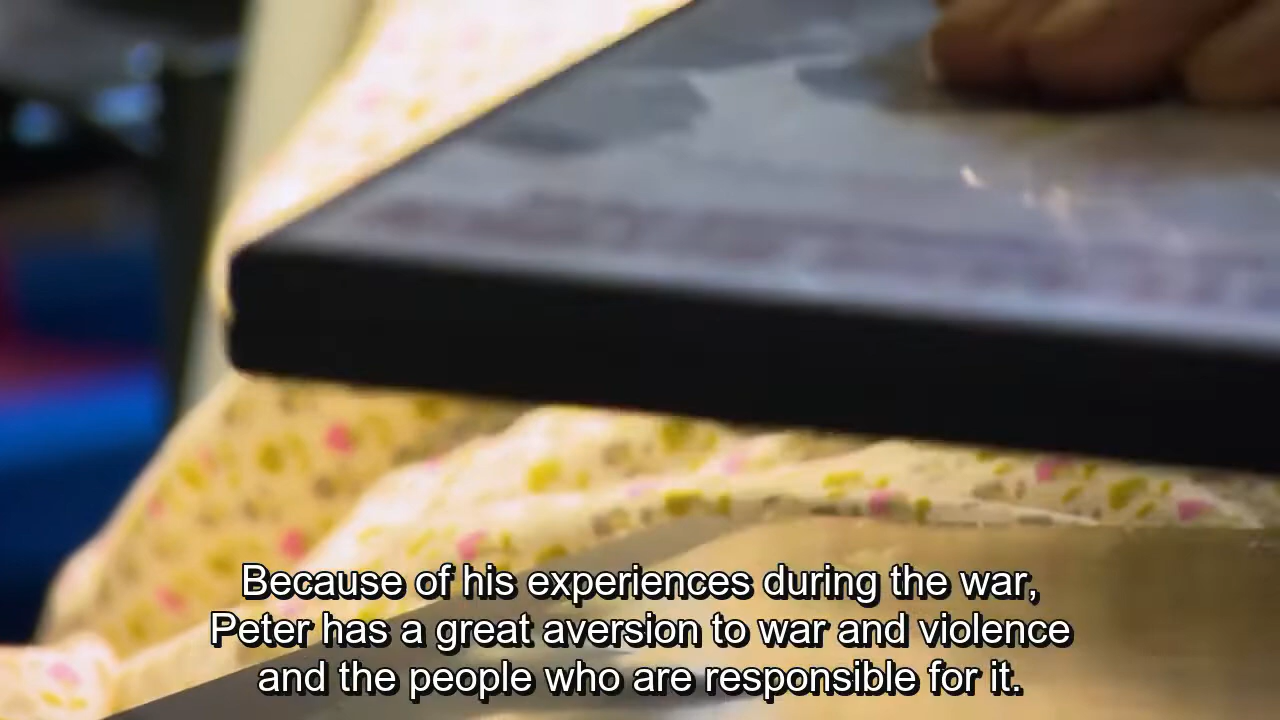 Because of his experiences during the war,
Peter has a great aversion to war and violence
and the people who are responsible for it.